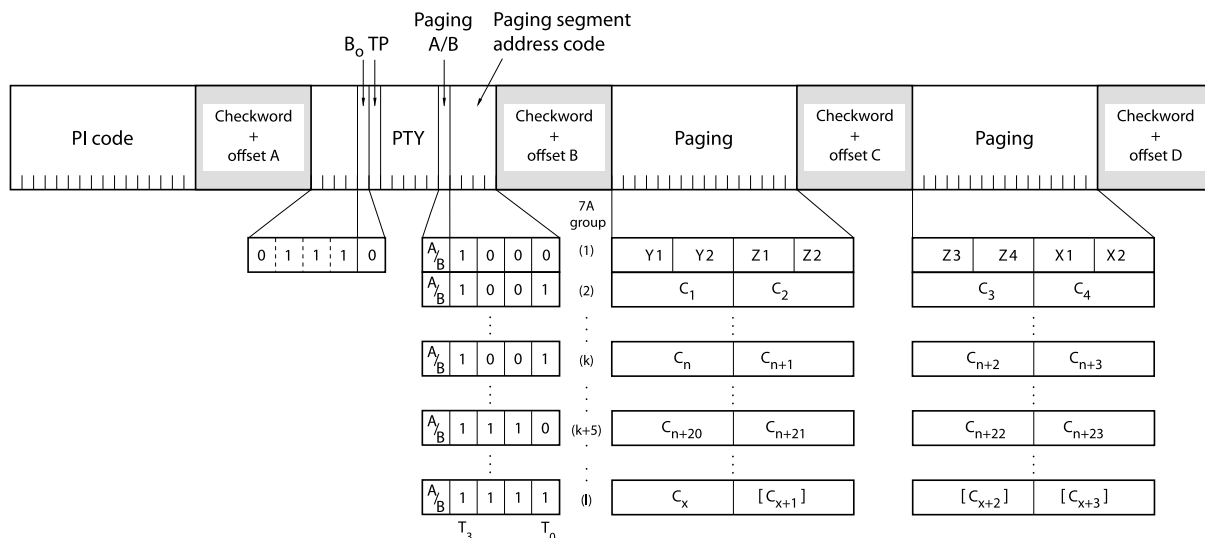 Paging Paging segment
B₀ TP A/B address code
PI code Checkword + offset A PTY Checkword + offset B Paging Checkword + offset C Paging Checkword + offset D
7A group
0 1 1 1 0 A/B 1 0 0 0 (1) Y1 Y2 Z1 Z2 Z3 Z4 X1 X2
A/B 1 0 0 1 (2) C₁ C₂ C₃ C₄
A/B 1 0 0 1 (k) Cₙ Cₙ₊₁ Cₙ₊₂ Cₙ₊₃
A/B 1 1 1 0 (k+5) Cₙ₊₂₀ Cₙ₊₂₁ Cₙ₊₂₂ Cₙ₊₂₃
A/B 1 1 1 1 (l) Cₓ [Cₓ₊₁] [Cₓ₊₂] [Cₓ₊₃]
T₃ T₀